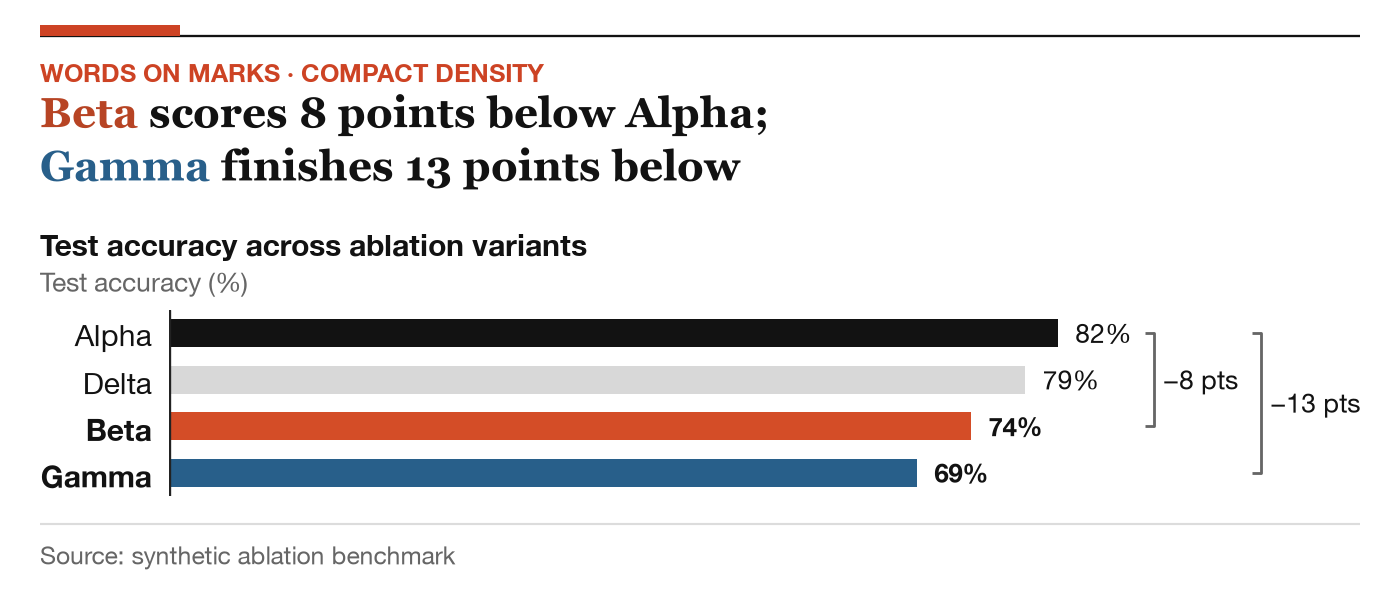 WORDS ON MARKS · COMPACT DENSITY
Beta scores 8 points below Alpha;
Gamma finishes 13 points below
Test accuracy across ablation variants
Test accuracy (%)
Alpha 82%
Delta 79% –8 pts
–13 pts
Beta 74%
Gamma 69%
Source: synthetic ablation benchmark